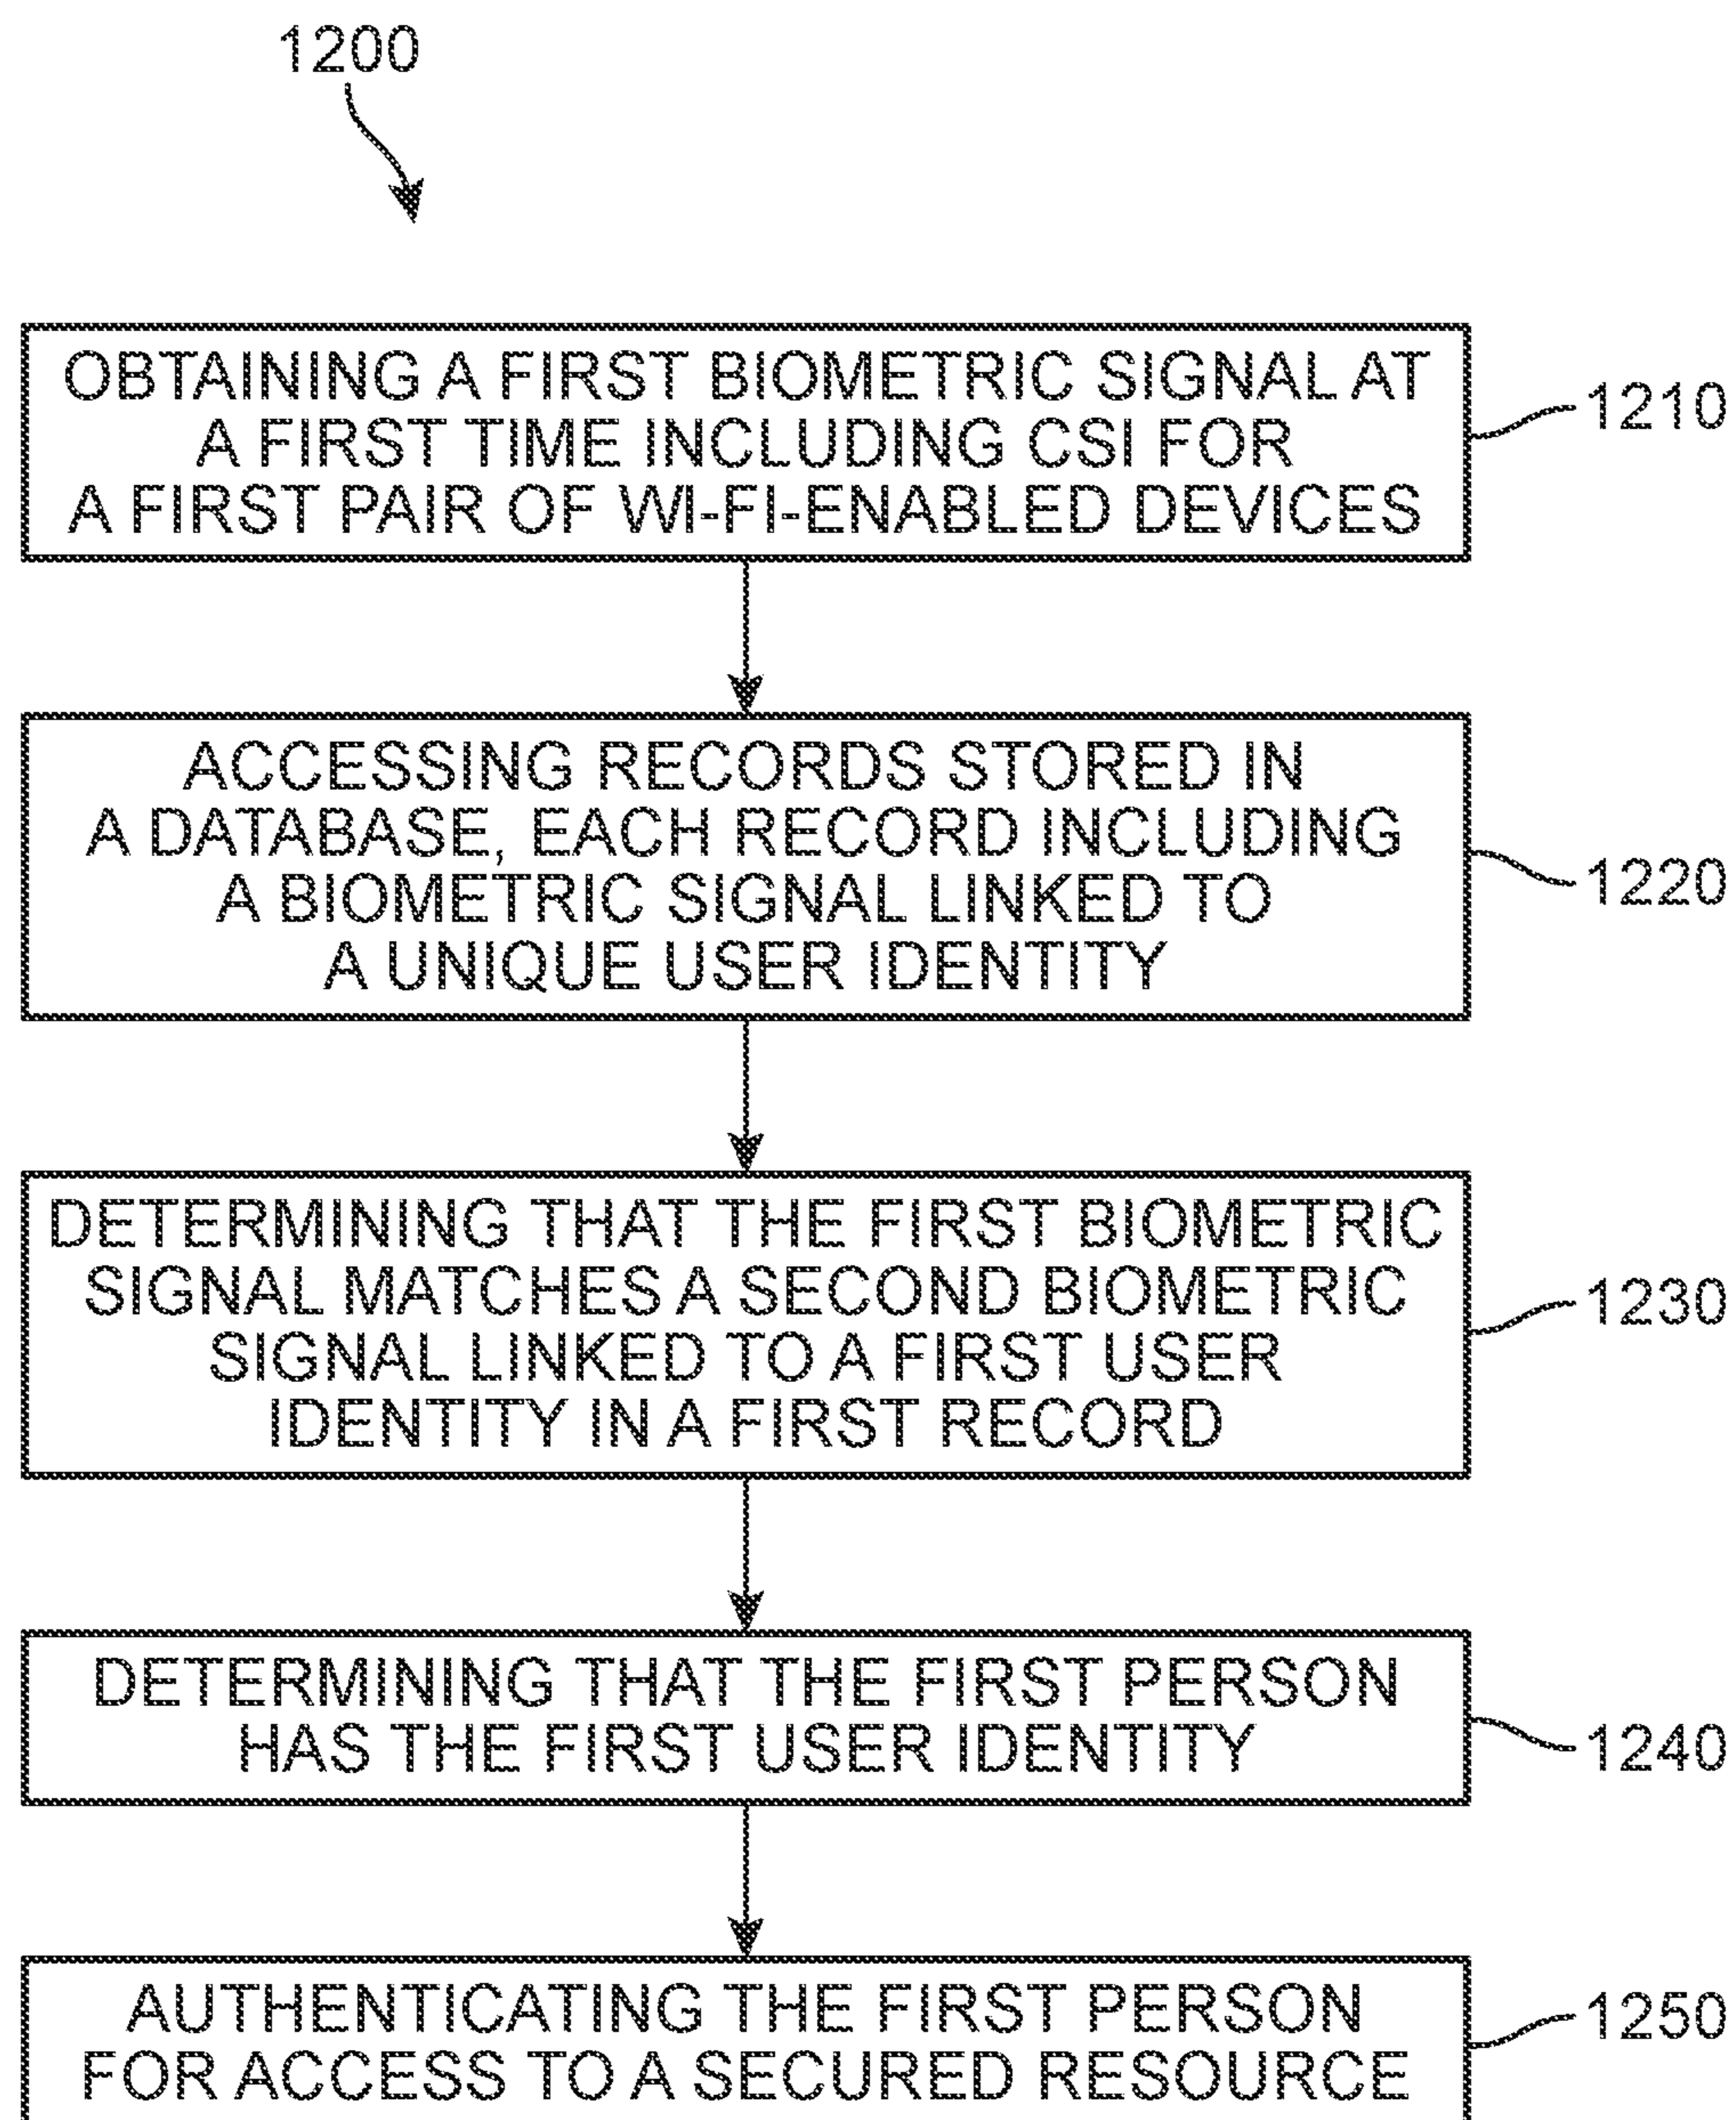 1200
OBTAINING A FIRST BIOMETRIC SIGNAL AT
A FIRST TIME INCLUDING CSI FOR
A FIRST PAIR OF WI-FI-ENABLED DEVICES
1210
ACCESSING RECORDS STORED IN
A DATABASE, EACH RECORD INCLUDING
A BIOMETRIC SIGNAL LINKED TO
A UNIQUE USER IDENTITY
1220
DETERMINING THAT THE FIRST BIOMETRIC
SIGNAL MATCHES A SECOND BIOMETRIC
SIGNAL LINKED TO A FIRST USER
IDENTITY IN A FIRST RECORD
1230
DETERMINING THAT THE FIRST PERSON
HAS THE FIRST USER IDENTITY
1240
AUTHENTICATING THE FIRST PERSON
FOR ACCESS TO A SECURED RESOURCE
1250